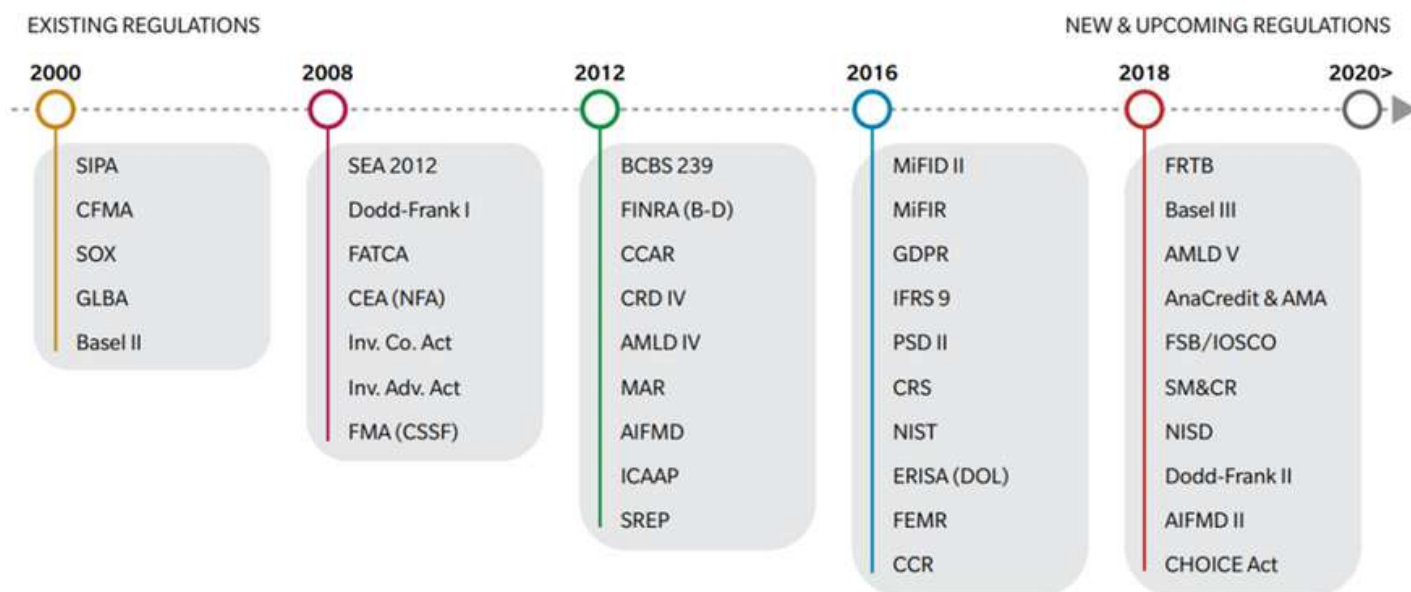 EXISTING REGULATIONS
NEW & UPCOMING REGULATIONS
2000
2008
2012
2016
2018
2020>
SIPA
CFMA
SOX
GLBA
Basel II
SEA 2012
Dodd-Frank I
FATCA
CEA (NFA)
Inv. Co. Act
Inv. Adv. Act
FMA (CSSF)
BCBS 239
FINRA (B-D)
CCAR
CRD IV
AMLD IV
MAR
AIFMD
ICAAP
SREP
MiFID II
MiFIR
GDPR
IFRS 9
PSD II
CRS
NIST
ERISA (DOL)
FEMR
CCR
FRTB
Basel III
AMLD V
AnaCredit & AMA
FSB/IOSCO
SM&CR
NISD
Dodd-Frank II
AIFMD II
CHOICE Act